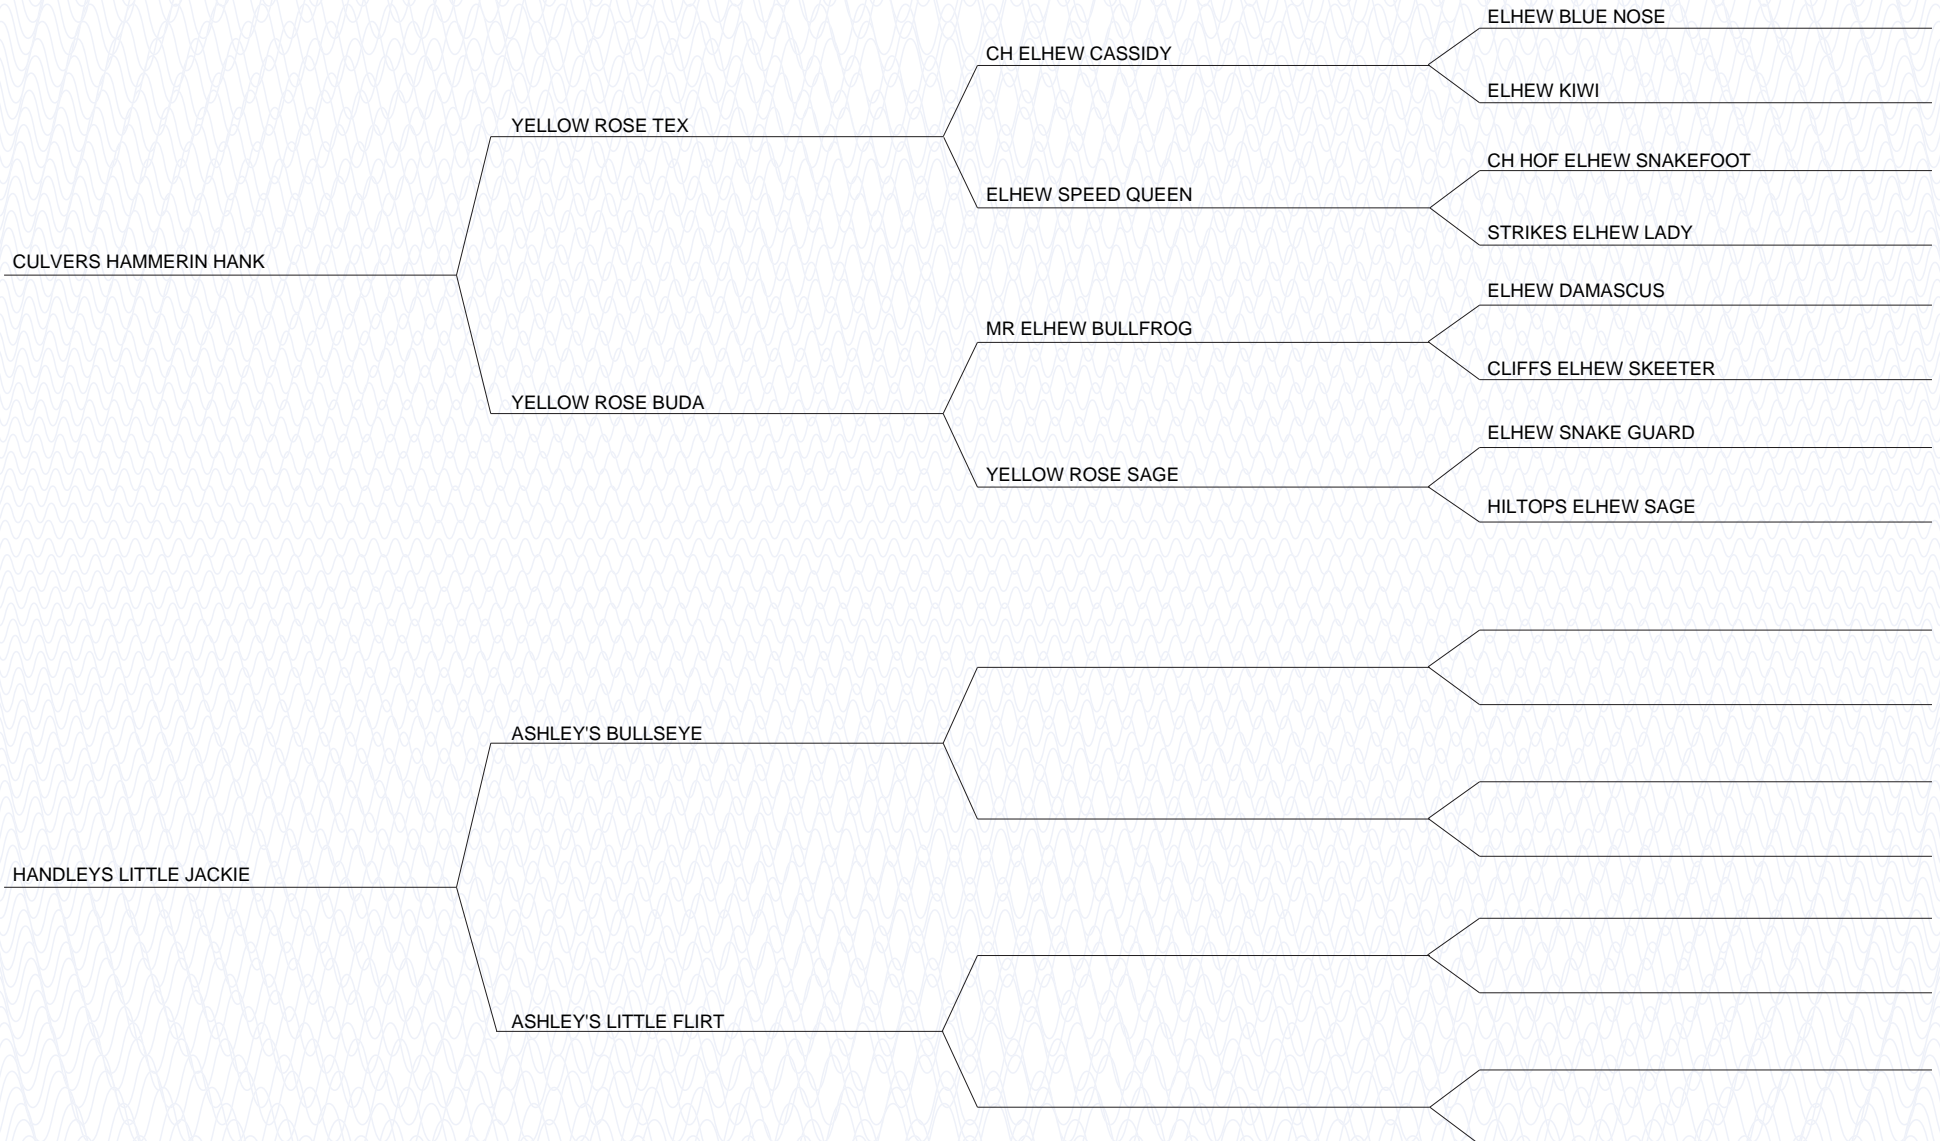 ELHEW BLUE NOSE
CH ELHEW CASSIDY
ELHEW KIWI
YELLOW ROSE TEX
CH HOF ELHEW SNAKEFOOT
ELHEW SPEED QUEEN
STRIKES ELHEW LADY
CULVERS HAMMERIN HANK
ELHEW DAMASCUS
MR ELHEW BULLFROG
CLIFFS ELHEW SKEETER
YELLOW ROSE BUDA
ELHEW SNAKE GUARD
YELLOW ROSE SAGE
HILTOPS ELHEW SAGE
ASHLEY'S BULLSEYE
HANDLEYS LITTLE JACKIE
ASHLEY'S LITTLE FLIRT